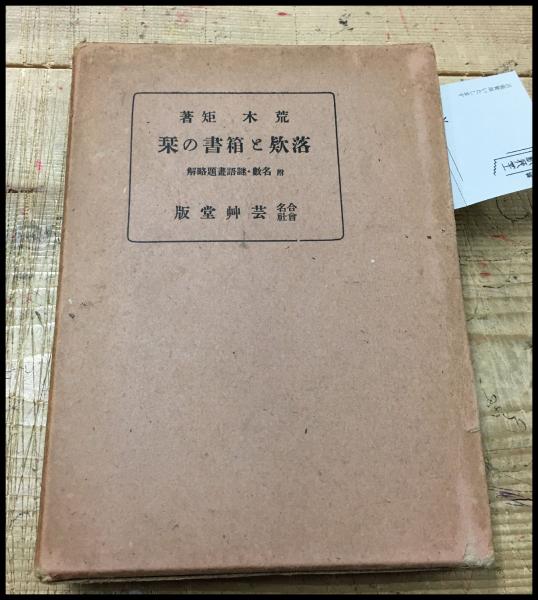 荒木矩著
落欵と箱書の栞
附 名數・謎語畫題略解
合名會社 芸艸堂版